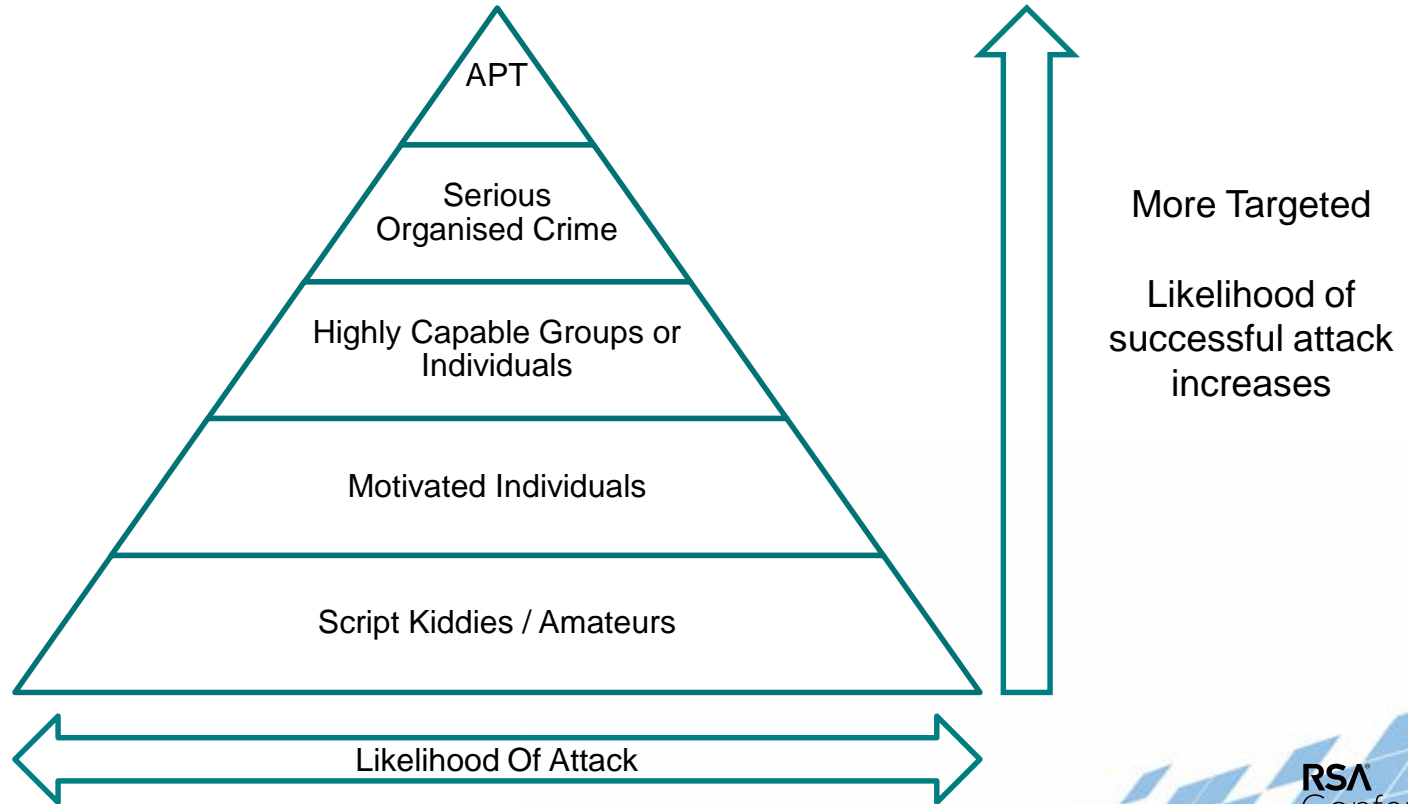 APT
Serious
Organised Crime
Highly Capable Groups or
Individuals
Motivated Individuals
Script Kiddies / Amateurs
Likelihood Of Attack
More Targeted
Likelihood of
successful attack
increases
RSA®